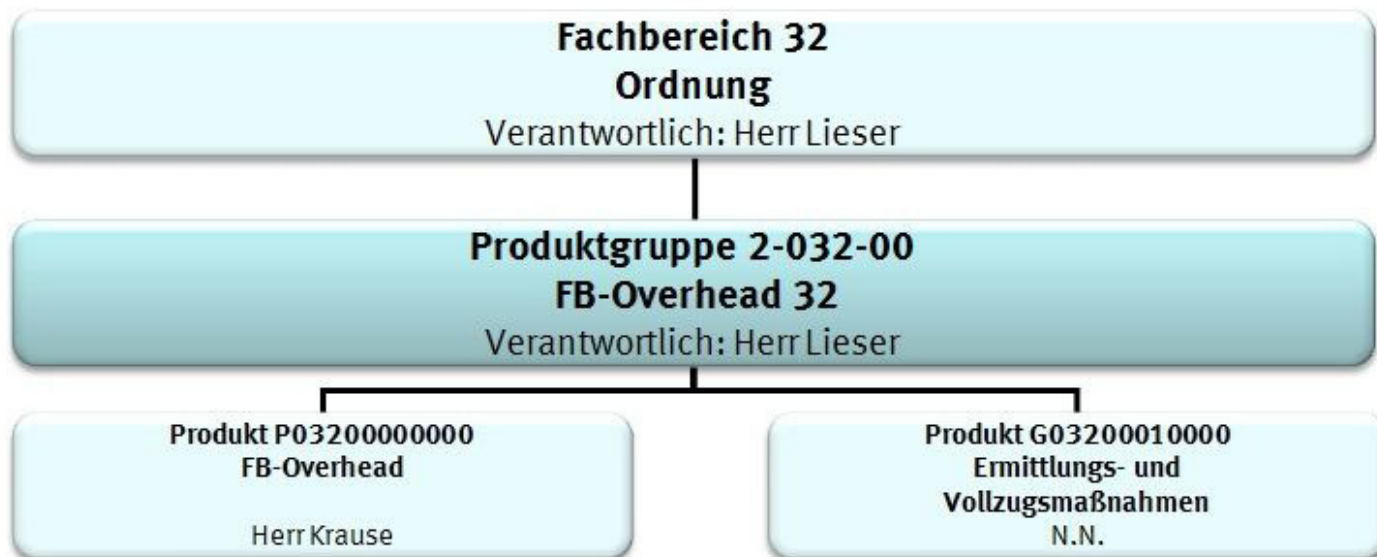 Fachbereich 32
Ordnung
Verantwortlich: Herr Lieser
Produktgruppe 2-032-00
FB-Overhead 32
Verantwortlich: Herr Lieser
Produkt P03200000000
FB-Overhead
Herr Krause
Produkt G03200010000
Ermittlungs- und
Vollzugsmaßnahmen
N.N.